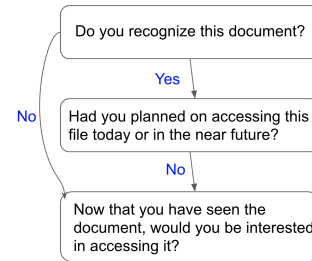 Do you recognize this document?
Yes
No
Had you planned on accessing this
file today or in the near future?
No
Now that you have seen the
document, would you be interested
in accessing it?